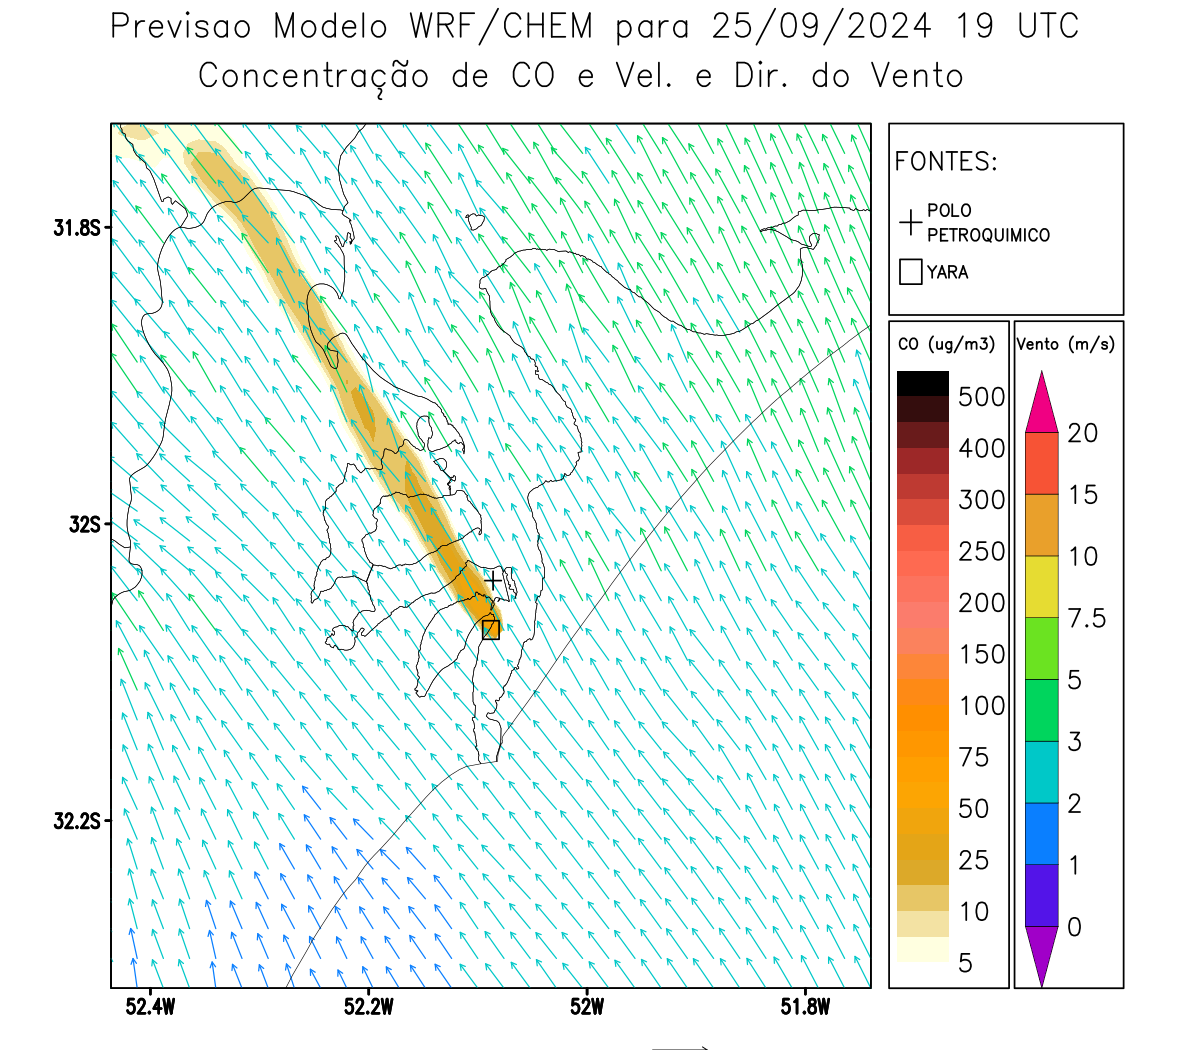 Previsao Modelo WRF/CHEM para 25/09/2024 19 UTC
Concentração de CO e Vel. e Dir. do Vento
FONTES:
POLO
PETROQUIMICO
YARA
CO (ug/m3)
500
400
300
250
200
150
100
75
50
25
10
5
Vento (m/s)
20
15
10
7.5
5
3
2
1
0
31.8S
32S
32.2S
52.4W
52.2W
52W
51.8W